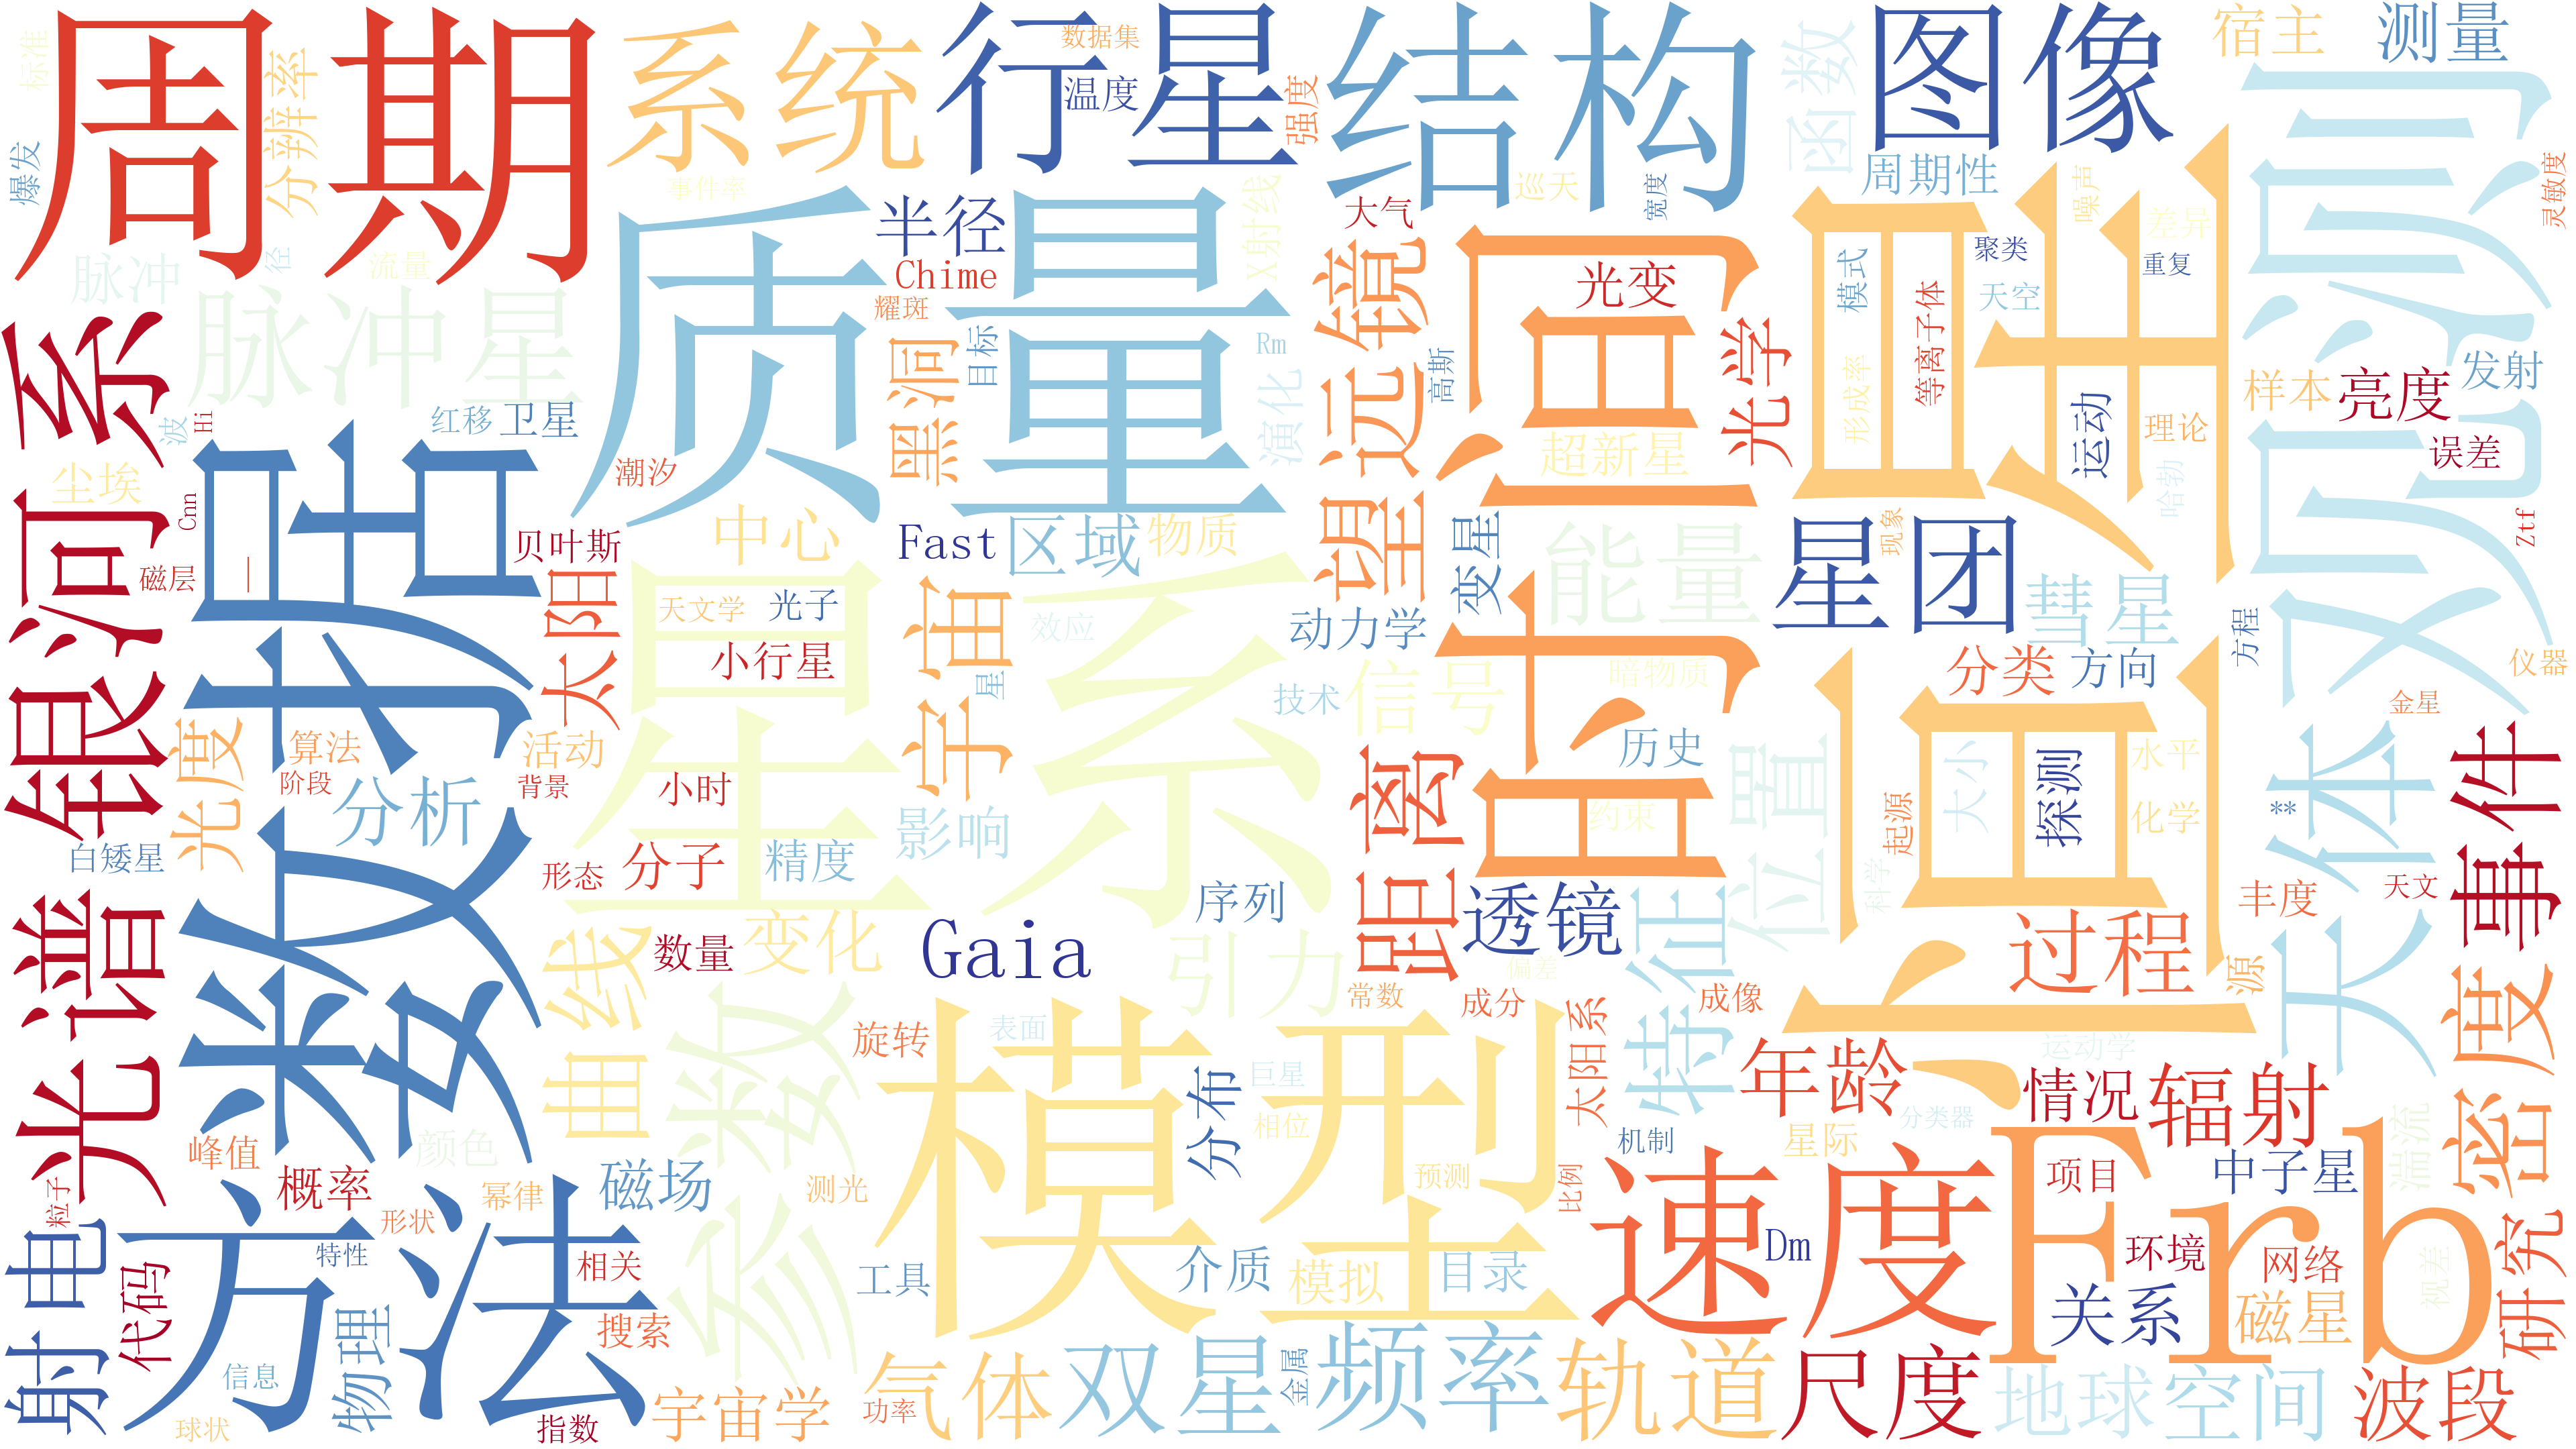 周期
系统
行星
数据集
温度
结构
图像
宿主
测量
标准
分辨率
爆发
事件率
强度
函数
观测
质量
半径
Chime
耀斑
大气
X射线
巡天
宽度
周期性
噪声
差异
灵敏度
脉冲
流量
径
脉冲星
银河系
波
Hi
红移
卫星
黑洞
目标
Rm
演化
望远镜
高斯
时间
光变
光学
模式
等离子体
聚类
天空
重复
形成率
运动
理论
样本
亮度
发射
误差
哈勃
Ztf
恒星
超新星
尘埃
Cnn
磁层
一
数据
潮汐
贝叶斯
中心
Fast
区域
物质
变星
能量
星团
现象
彗星
太阳
星系
天文学
光子
小行星
宇宙
星
效应
动力学
技术
信号
暗物质
分类
方向
方程
仪器
金星
光度
算法
阶段
分析
活动
背景
小时
影响
距离
历史
约束
位置
空间
大小
探测
起源
科学
水平
化学
天体
**
事件
白矮星
形态
分子
精度
序列
透镜
特征
丰度
天文
光谱
曲线
数量
变化
Gaia
引力
偏差
常数
成分
成像
过程
源
密度
峰值
颜色
概率
粒子
形状
幂律
磁场
参数
测光
旋转
表面
模型
分布
巨星
相位
预测
比例
太阳系
机制
年龄
星际
分类器
运动学
情况
辐射
湍流
射电
代码
方法
特性
相关
工具
介质
模拟
目录
速度
Dm
Frb
项目
中子星
环境
网络
视差
研究
物理
信息
球状
搜索
指数
宇宙学
气体
功率
双星
金属
频率
轨道
尺度
关系
磁星
地球
空间
波段